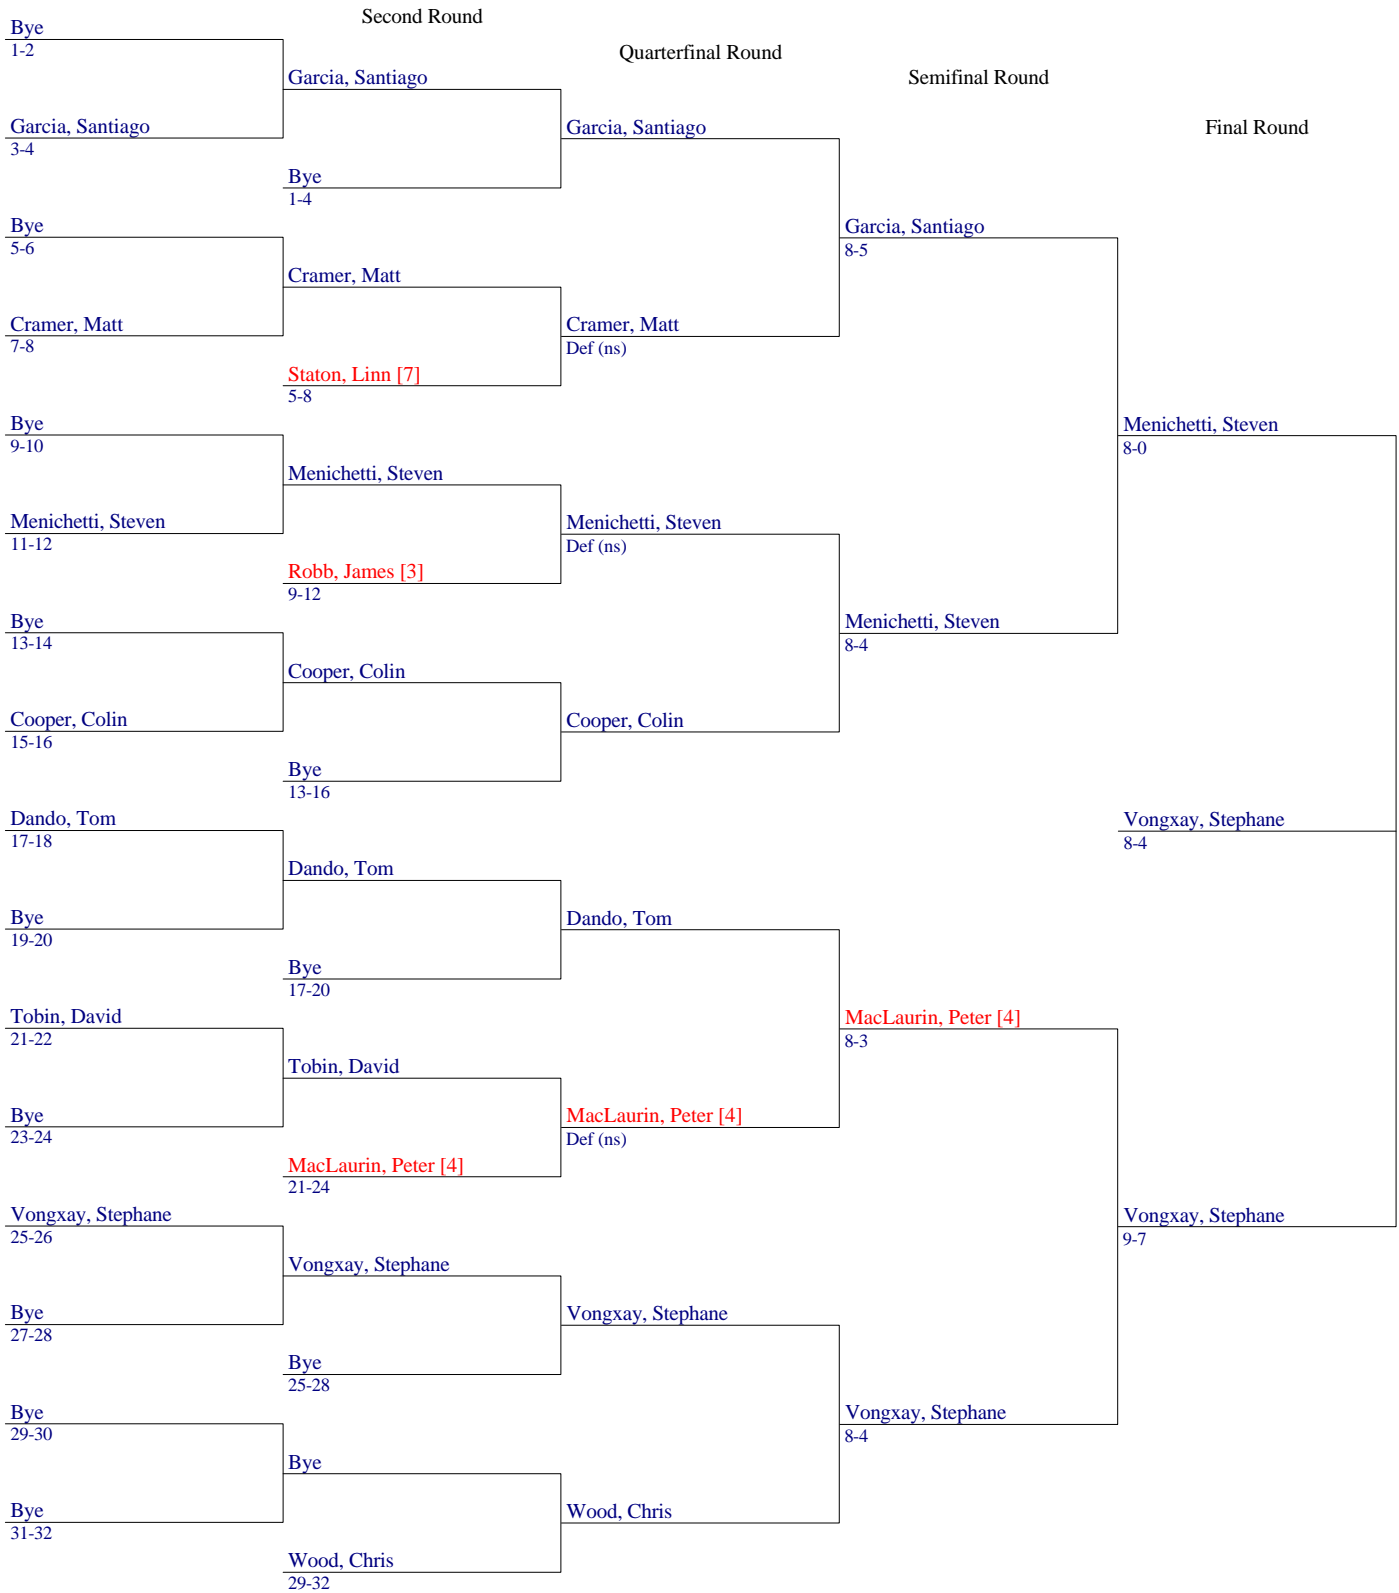 Second Round
Quarterfinal Round
Semifinal Round
Final Round
Bye
1-2
Garcia, Santiago
3-4
Bye
5-6
Cramer, Matt
7-8
Bye
9-10
Menichetti, Steven
11-12
Bye
13-14
Cooper, Colin
15-16
Dando, Tom
17-18
Bye
19-20
Tobin, David
21-22
Bye
23-24
Vongxay, Stephane
25-26
Bye
27-28
Bye
29-30
Bye
31-32
Garcia, Santiago
Bye
1-4
Cramer, Matt
Staton, Linn [7]
5-8
Menichetti, Steven
Robb, James [3]
9-12
Cooper, Colin
Bye
13-16
Dando, Tom
Bye
17-20
Tobin, David
MacLaurin, Peter [4]
21-24
Vongxay, Stephane
Bye
25-28
Bye
Wood, Chris
29-32
Garcia, Santiago
Cramer, Matt
Def (ns)
Menichetti, Steven
Def (ns)
Cooper, Colin
Dando, Tom
MacLaurin, Peter [4]
Def (ns)
Vongxay, Stephane
Wood, Chris
Garcia, Santiago
8-5
Menichetti, Steven
8-4
MacLaurin, Peter [4]
8-3
Vongxay, Stephane
8-4
Menichetti, Steven
8-0
Vongxay, Stephane
8-4
Vongxay, Stephane
9-7